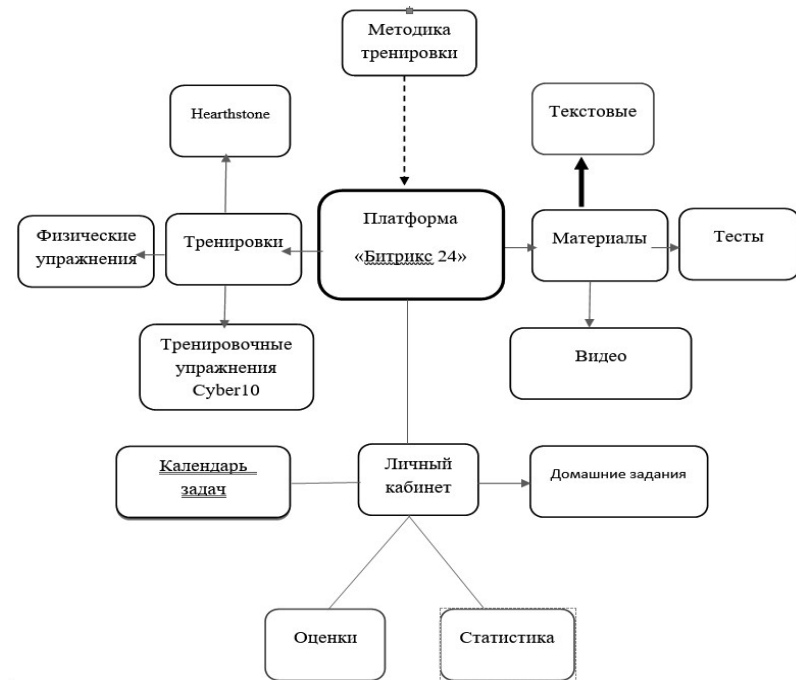 Методика
тренировки
Hearthstone
Текстовые
Платформа
«Битрикс 24»
Физические
упражнения
Тренировки
Материалы
Тесты
Тренировочные
упражнения
Cyber10
Видео
Календарь
задач
Личный
кабинет
Домашние задания
Оценки
Статистика